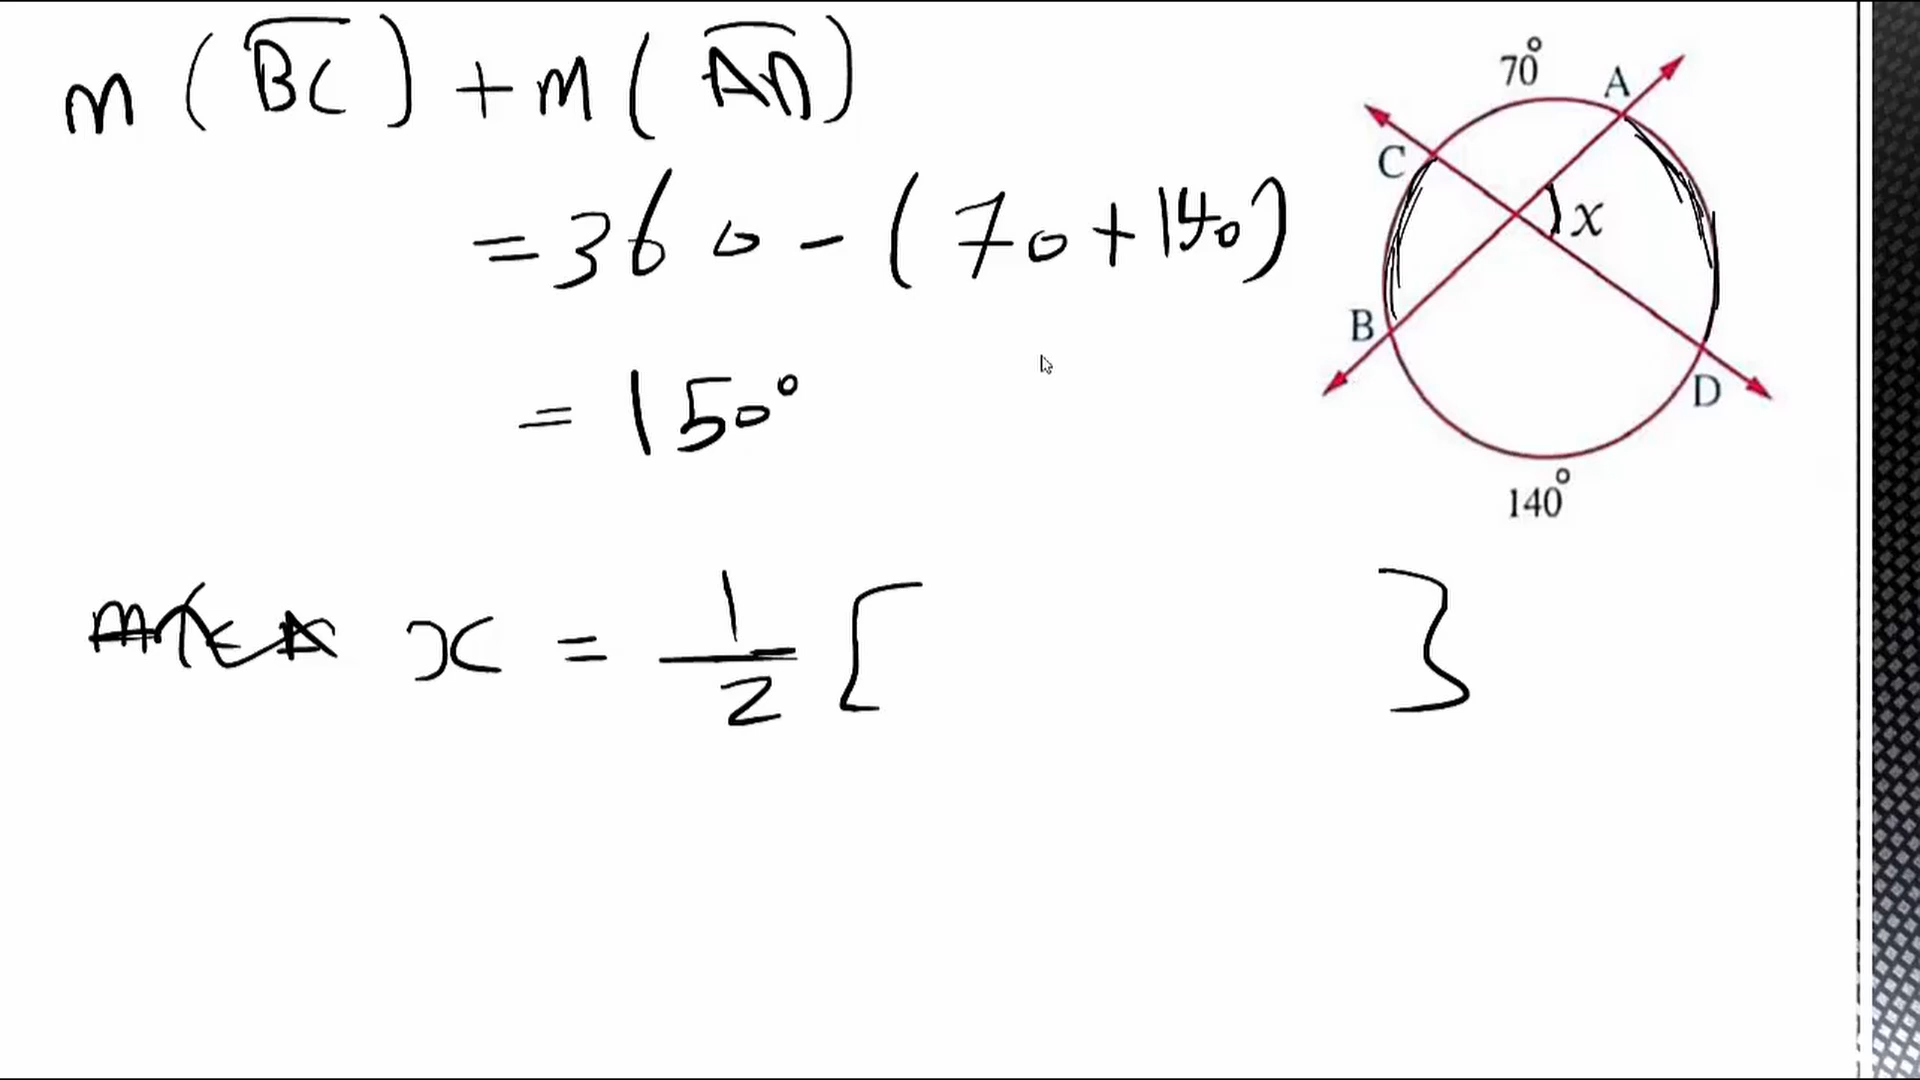 m (BC) + m (AD)
= 360 - (70 + 140)
= 150°
x = 1/2 [ }
70°
A
C
x
B
D
140°